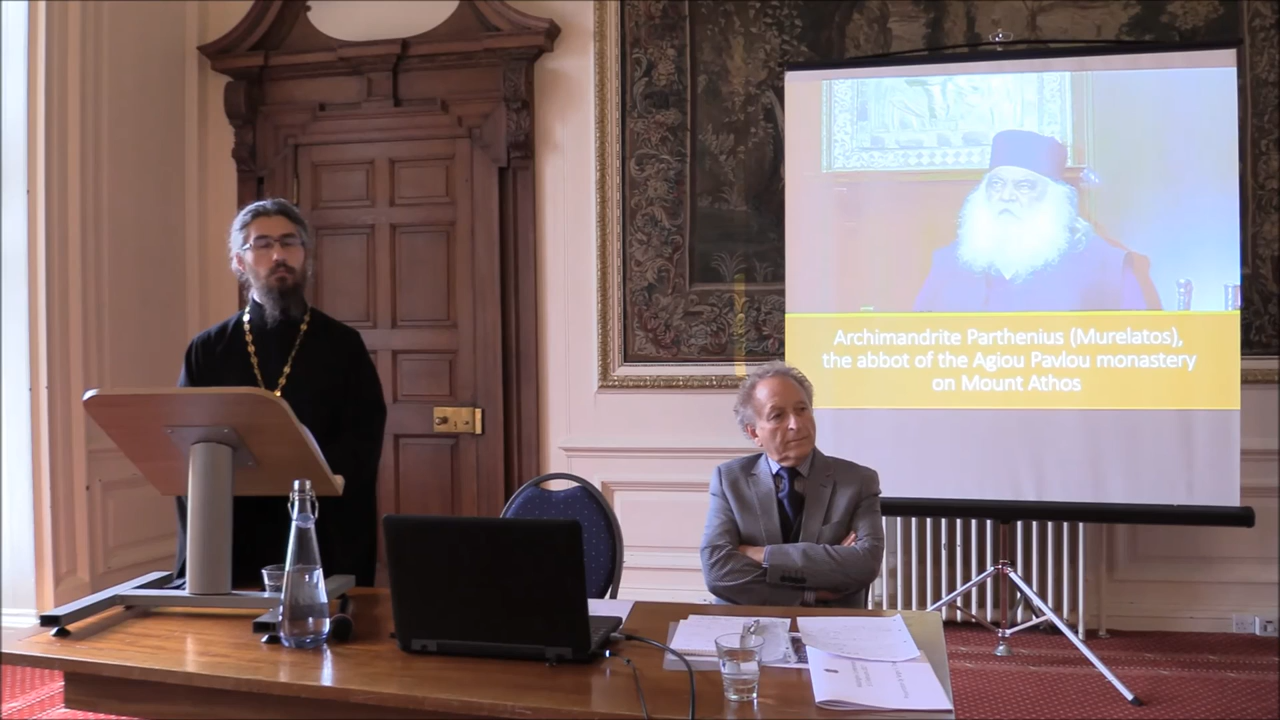 Archimandrite Parthenius (Murelatos),
the abbot of the Agiou Pavlou monastery
on Mount Athos